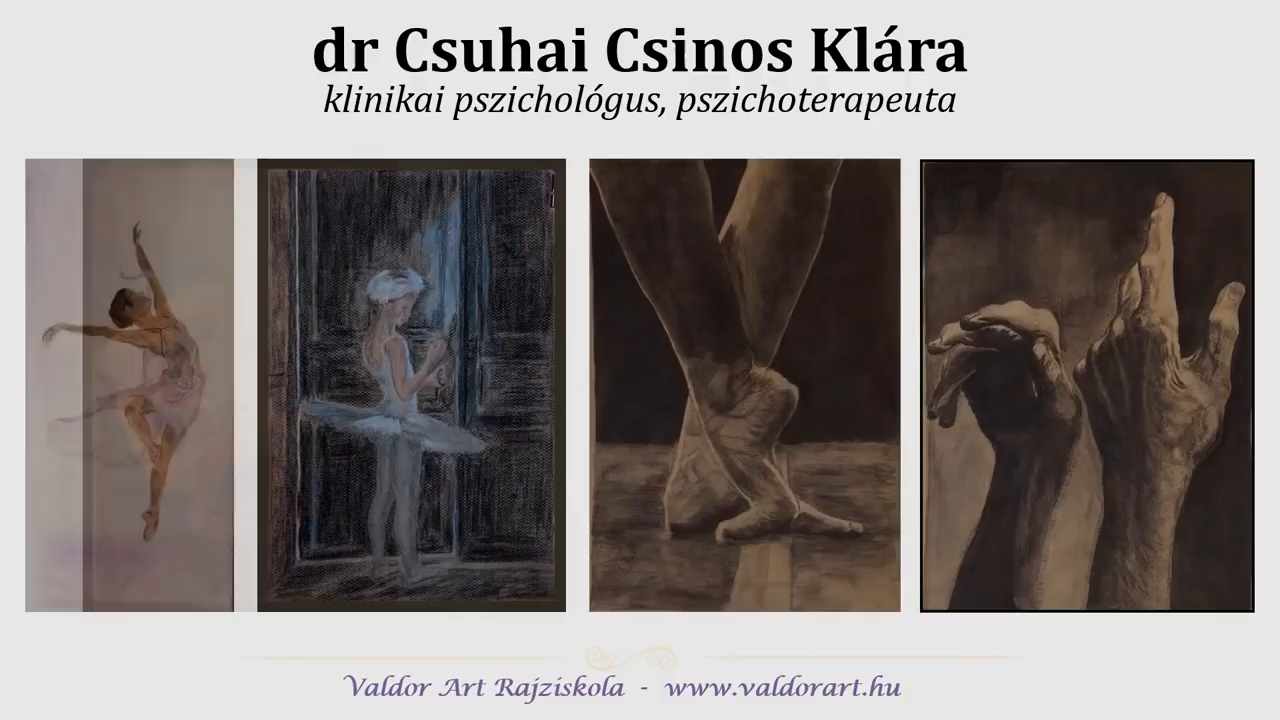 dr Csuhai Csinos Klára
klinikai pszichológus, pszichoterapeuta
Valdor Art Rajziskola - www.valdorart.hu